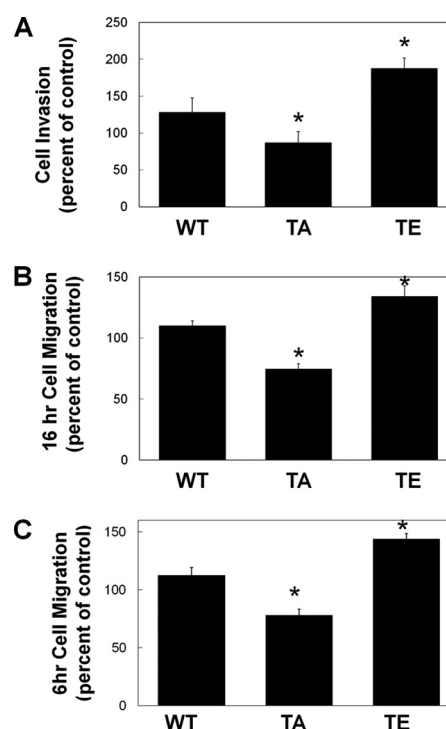 A
Cell Invasion
(percent of control)
250
200
150
100
50
0
*
*
WT TA TE
B
16 hr Cell Migration
(percent of control)
150
100
50
0
*
*
WT TA TE
C
6hr Cell Migration
(percent of control)
150
100
50
0
*
*
WT TA TE